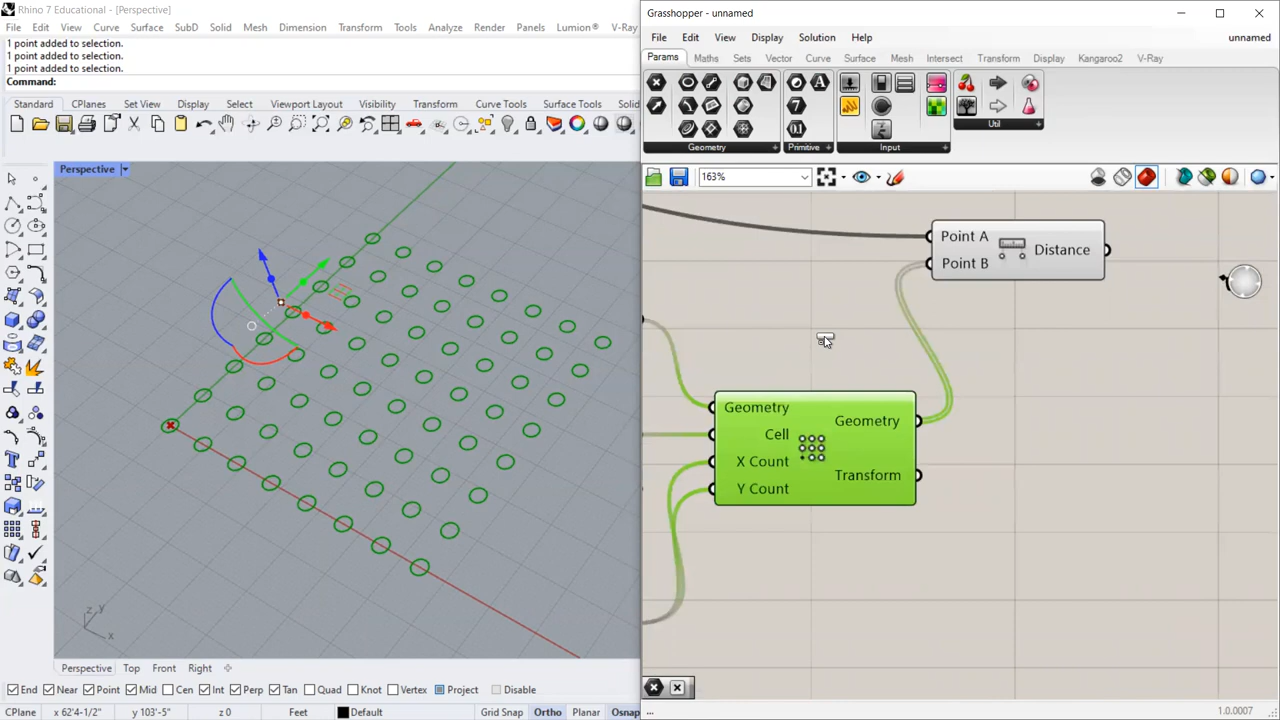 Rhino 7 Educational - [Perspective]
File Edit View Curve Surface SubD Solid Mesh Dimension Transform Tools Analyze Render Panels Lumion® V-Ray
1 point added to selection.
1 point added to selection.
1 point added to selection.
Command:
Standard CPlanes Set View Display Select Viewport Layout Visibility Transform Curve Tools Surface Tools Solid
Perspective
z y
x
Perspective Top Front Right
End Near Point Mid Cen Int Perp Tan Quad Knot Vertex Project Disable
CPlane x 62'4-1/2" y 103'-5" z 0 Feet Default Grid Snap Ortho Planar Osnap
Grasshopper - unnamed
File Edit View Display Solution Help unnamed
Params Maths Sets Vector Curve Surface Mesh Intersect Transform Display Kangaroo2 V-Ray
A
7
0.1
Geometry Primitive Input Util
163%
Point A
Point B
Distance
Geometry
Cell
X Count
Y Count
Geometry
Transform
... 1.0.0007